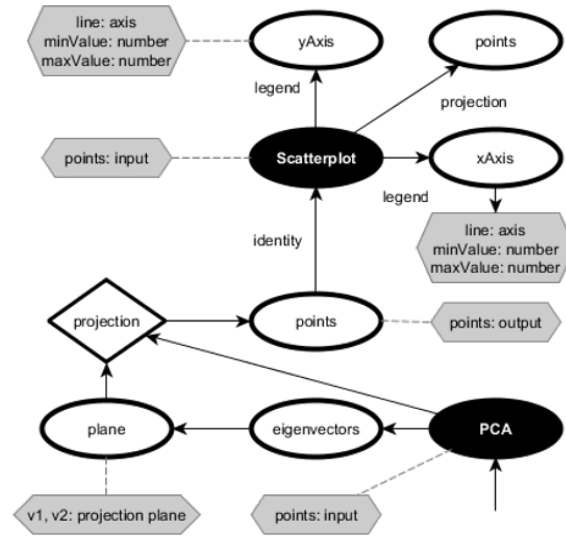 line: axis
minValue: number
maxValue: number
yAxis
points
legend
projection
points: input
Scatterplot
xAxis
legend
line: axis
minValue: number
maxValue: number
identity
projection
points
points: output
plane
eigenvectors
PCA
v1, v2: projection plane
points: input